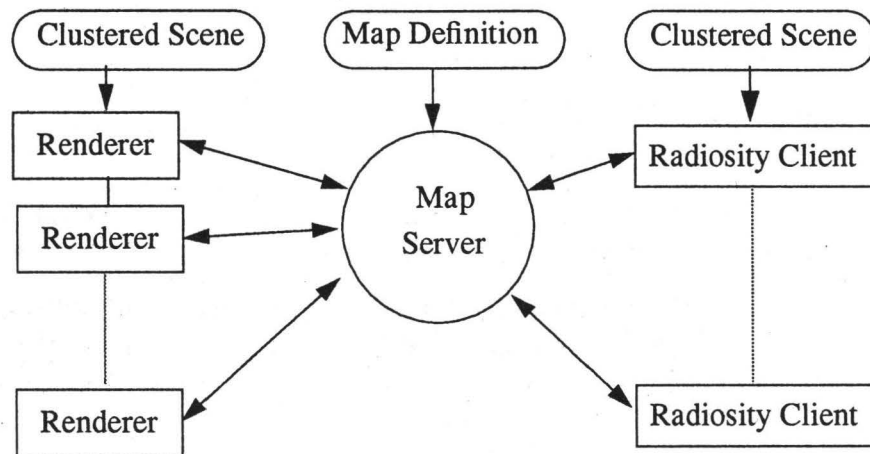 Clustered Scene
Map Definition
Clustered Scene
Renderer
Radiosity Client
Renderer
Map
Server
Renderer
Radiosity Client